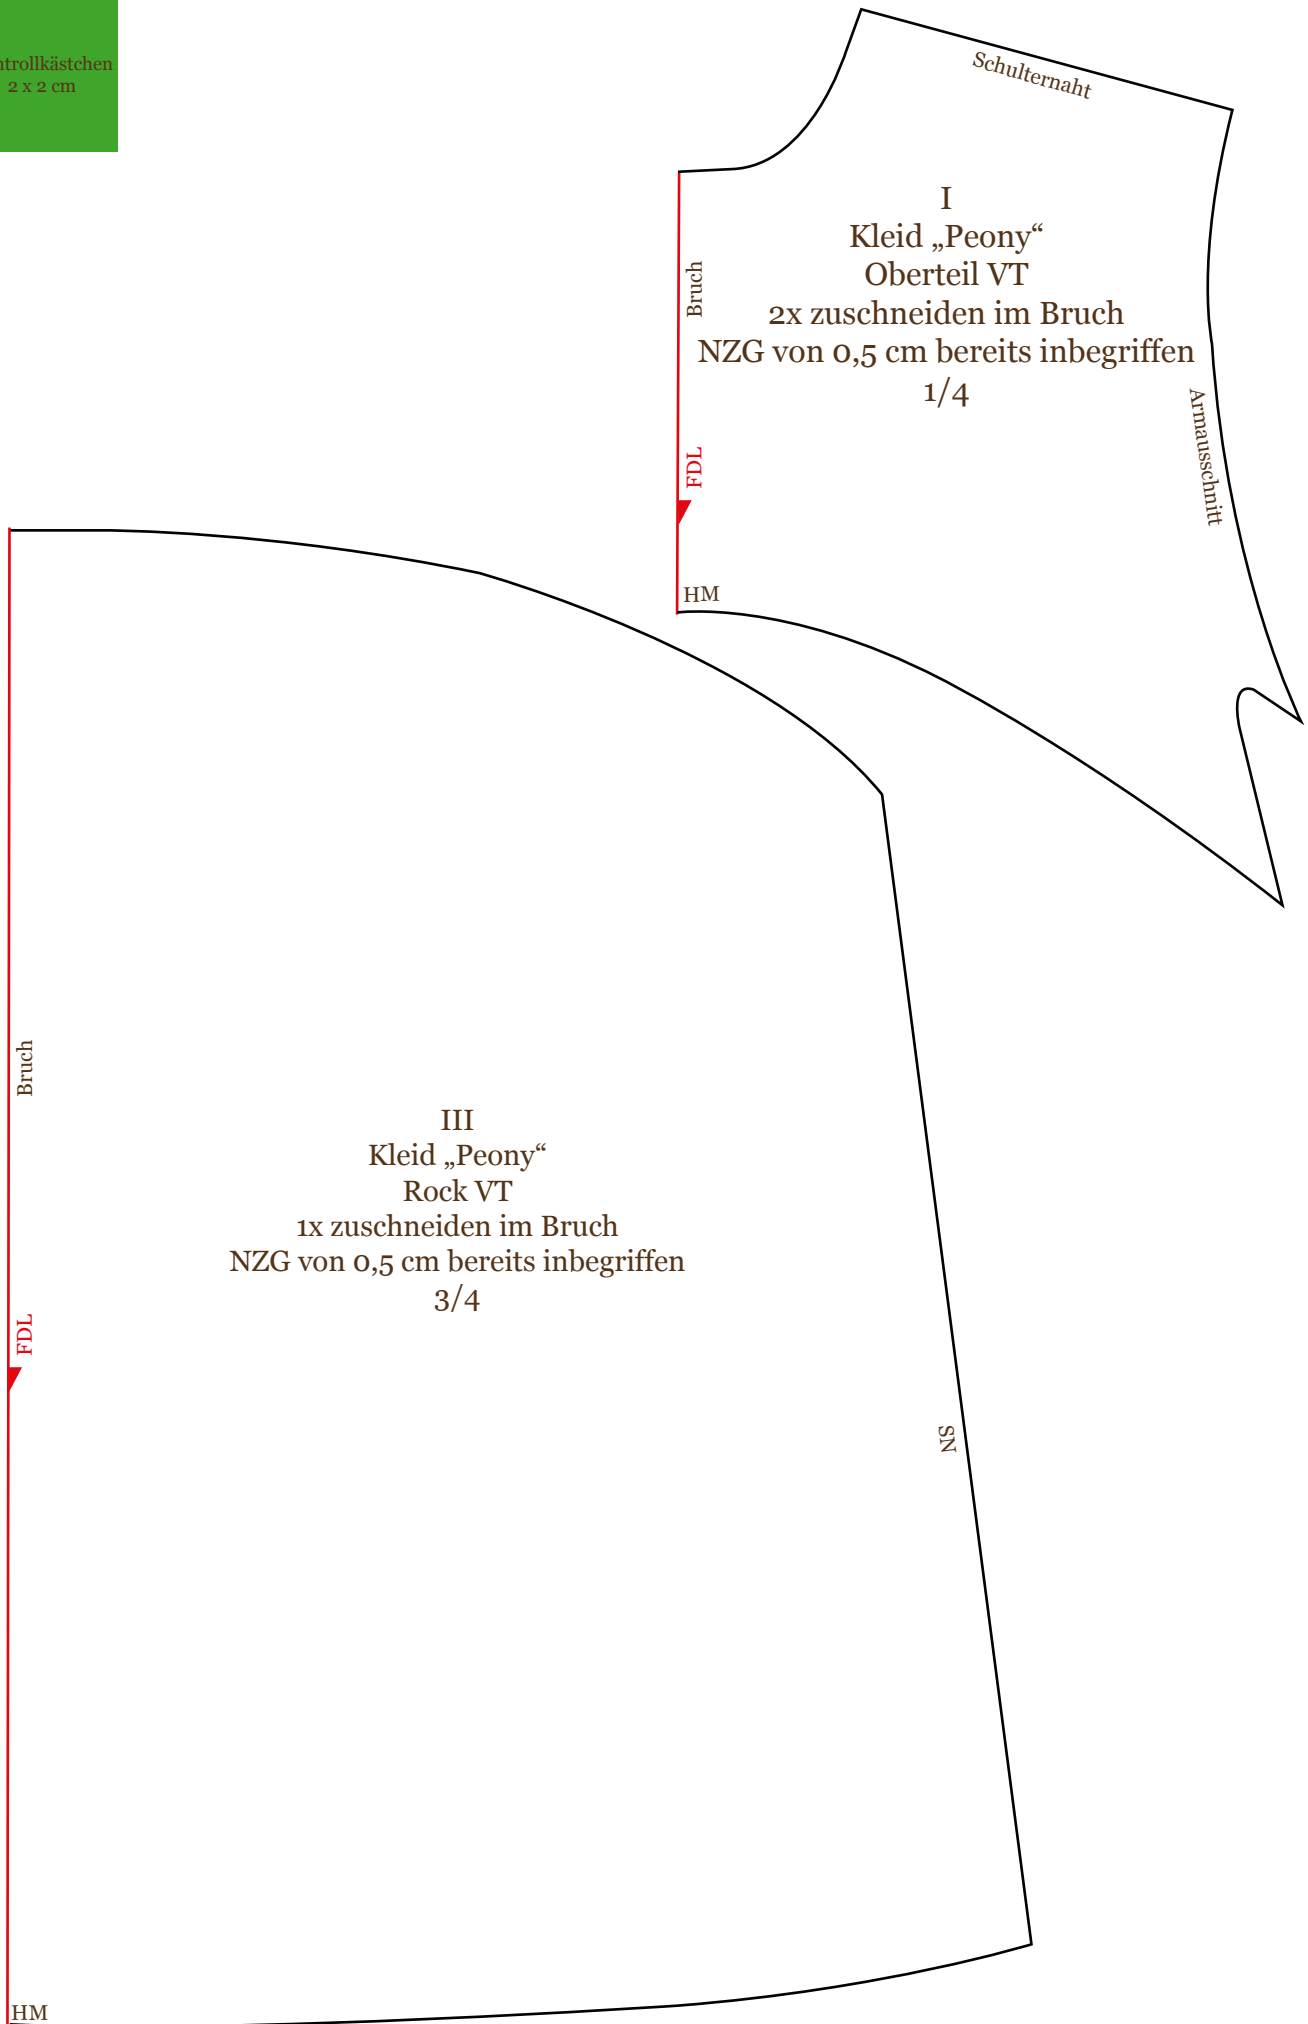 2 x 2 cm
Schulternaht
I
Kleid „Peony“
Oberteil VT
2x zuschneiden im Bruch
NZG von 0,5 cm bereits inbegriffen
1/4
Bruch
FDL
HM
Armausschnitt
Bruch
FDL
III
Kleid „Peony“
Rock VT
1x zuschneiden im Bruch
NZG von 0,5 cm bereits inbegriffen
3/4
SN
HM